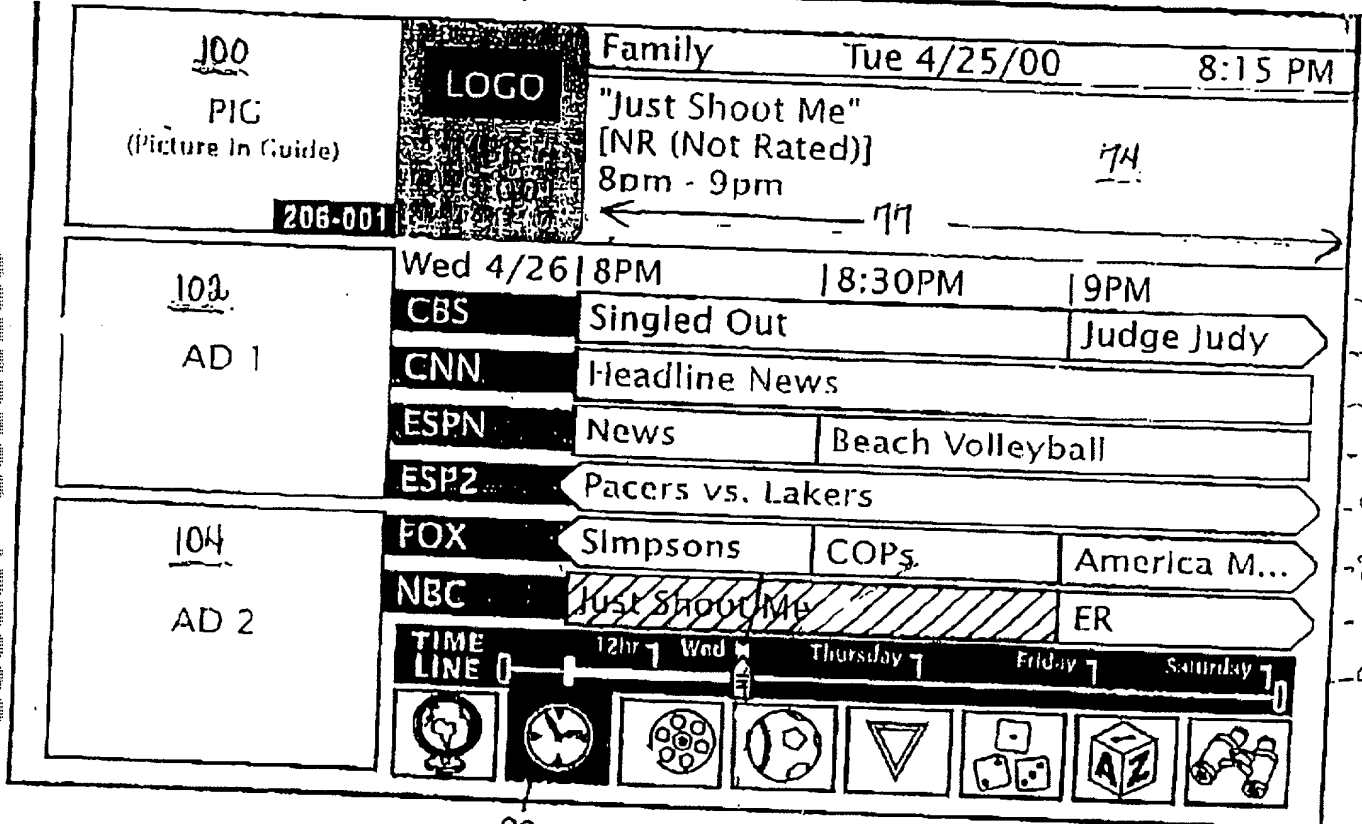 100
PIG
(Picture In Guide)
206-001
LOGO
Family Tue 4/25/00 8:15 PM
"Just Shoot Me"
[NR (Not Rated)]
8pm - 9pm
74
77
102
AD 1
Wed 4/26 8PM 8:30PM 9PM
CBS Singled Out Judge Judy
CNN Headline News
ESPN News Beach Volleyball
ESP2 Pacers vs. Lakers
104
AD 2
FOX Simpsons COPs America M...
NBC Just Shoot Me ER
TIME LINE 12hr Wed Thursday Friday Saturday
A Z